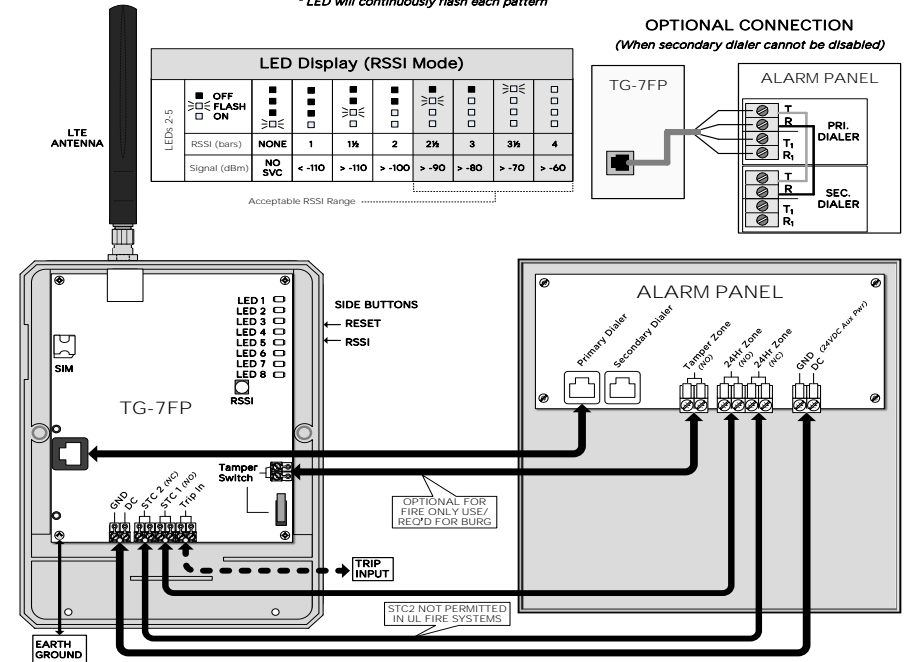 * LED will continuously flash each pattern
OPTIONAL CONNECTION
(When secondary dialer cannot be disabled)
TG-7FP
ALARM PANEL
T
R
T1
R1
PRI.
DIALER
T
R
T1
R1
SEC.
DIALER
LTE
ANTENNA
LED Display (RSSI Mode)
LEDs 2-5
OFF
FLASH
ON
RSSI (bars) NONE 1 1½ 2 2½ 3 3½ 4
Signal (dBm) NO SVC < -110 > -110 > -100 > -90 > -80 > -70 > -60
Acceptable RSSI Range
LED 1
LED 2
LED 3
LED 4
LED 5
LED 6
LED 7
LED 8
RSSI
SIDE BUTTONS
RESET
RSSI
SIM
TG-7FP
Tamper
Switch
GND
DC
STC 2 (NC)
STC 1 (NO)
Trip In
ALARM PANEL
Primary Dialer
Secondary Dialer
Tamper Zone
(NO)
24Hr Zone
(NO)
24Hr Zone
(NC)
GND
DC (24VDC Aux Pwr)
OPTIONAL FOR
FIRE ONLY USE/
REQ'D FOR BURG
TRIP
INPUT
STC2 NOT PERMITTED
IN UL FIRE SYSTEMS
EARTH
GROUND